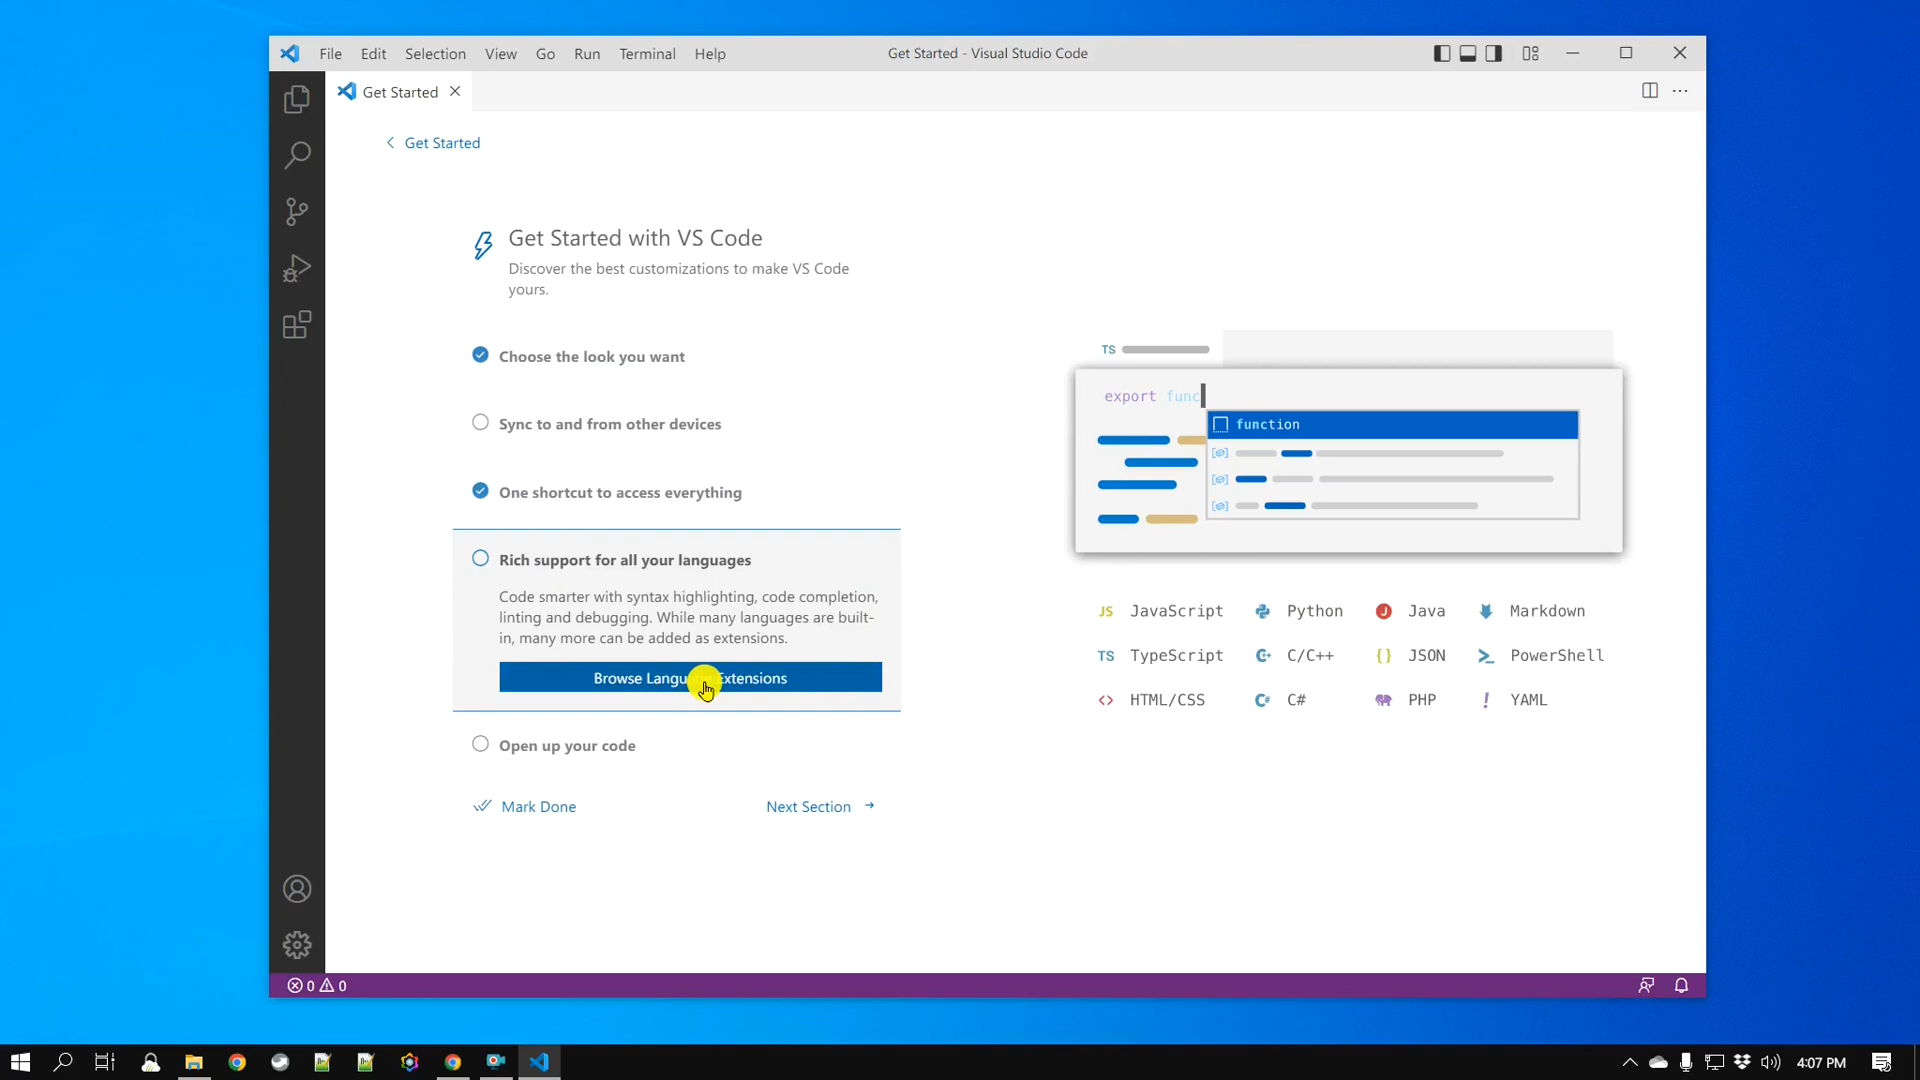 File Edit Selection View Go Run Terminal Help
Get Started - Visual Studio Code
Get Started
Get Started
Get Started with VS Code
Discover the best customizations to make VS Code
yours.
Choose the look you want
Sync to and from other devices
One shortcut to access everything
Rich support for all your languages
Code smarter with syntax highlighting, code completion,
linting and debugging. While many languages are built-
in, many more can be added as extensions.
Browse Language Extensions
Open up your code
Mark Done
Next Section
TS
export func
function
JS JavaScript Python J Java Markdown
TS TypeScript C/C++ {} JSON PowerShell
<> HTML/CSS C# PHP ! YAML
0 0
4:07 PM